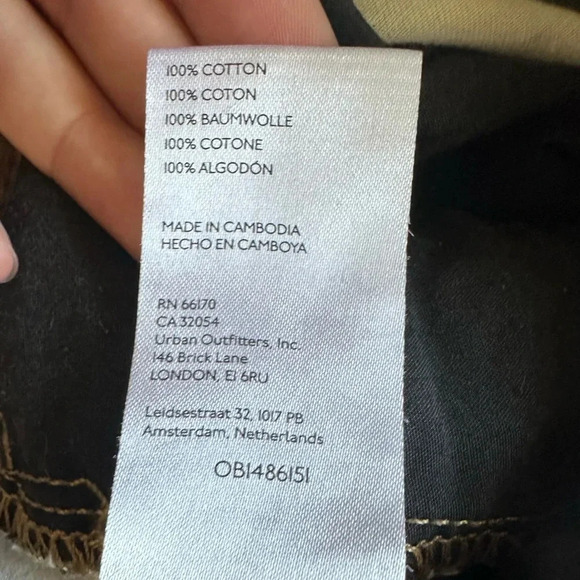 100% COTTON
100% COTON
100% BAUMWOLLE
100% COTONE
100% ALGODÓN
MADE IN CAMBODIA
HECHO EN CAMBOYA
RN 66170
CA 32054
Urban Outfitters, Inc.
146 Brick Lane
LONDON, E1 6RU
Leidsestraat 32, 1017 PB
Amsterdam, Netherlands
OB1486151